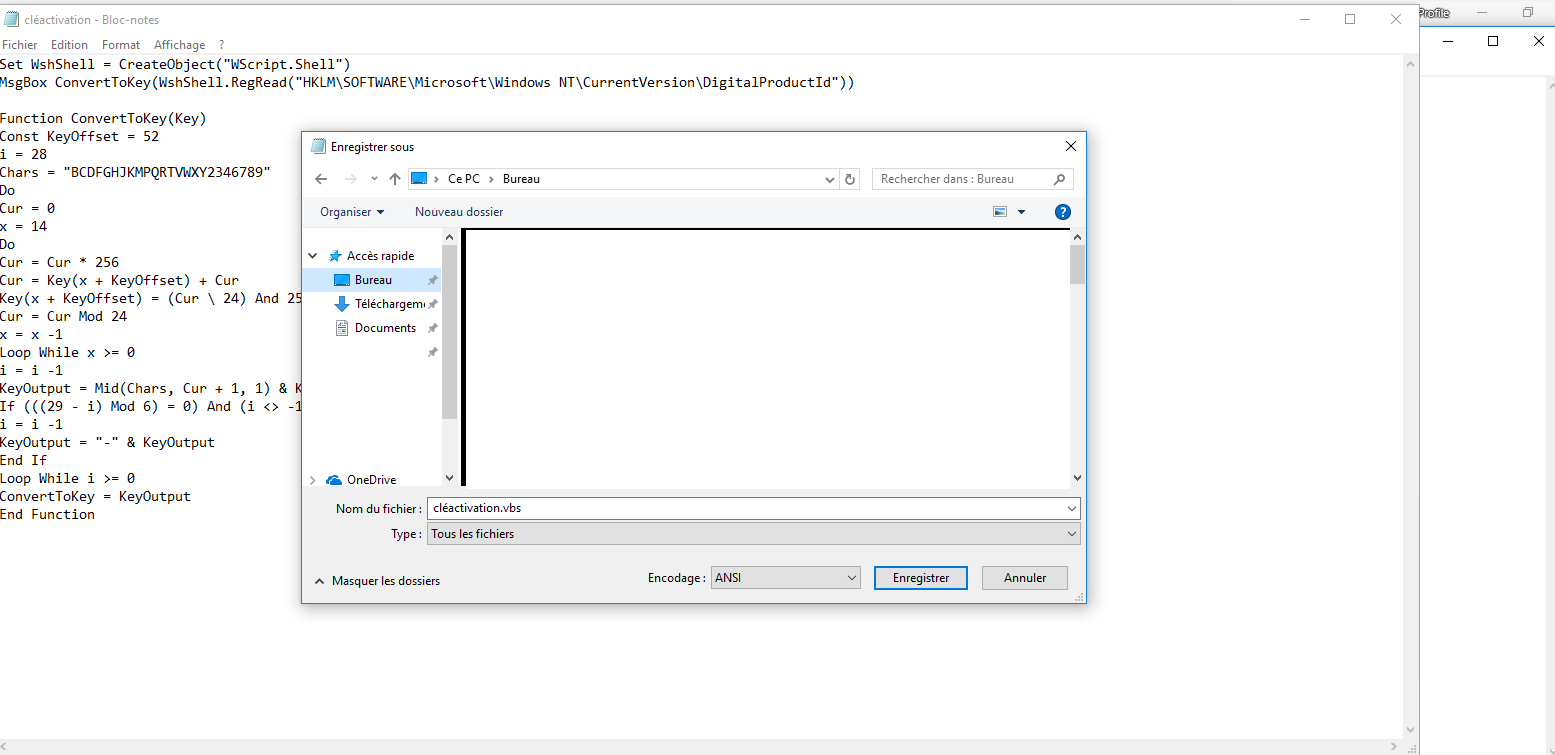 cléactivation - Bloc-notes
Profile
Fichier Edition Format Affichage ?
Set WshShell = CreateObject("WScript.Shell")
MsgBox ConvertToKey(WshShell.RegRead("HKLM\SOFTWARE\Microsoft\Windows NT\CurrentVersion\DigitalProductId"))
Function ConvertToKey(Key)
Const KeyOffset = 52
i = 28
Chars = "BCDFGHJKMPQRTVWXY2346789"
Do
Cur = 0
x = 14
Do
Cur = Cur * 256
Cur = Key(x + KeyOffset) + Cur
Key(x + KeyOffset) = (Cur \ 24) And 25
Cur = Cur Mod 24
x = x -1
Loop While x >= 0
i = i -1
KeyOutput = Mid(Chars, Cur + 1, 1) & K
If (((29 - i) Mod 6) = 0) And (i <> -1
i = i -1
KeyOutput = "-" & KeyOutput
End If
Loop While i >= 0
ConvertToKey = KeyOutput
End Function
Enregistrer sous
Ce PC > Bureau
Rechercher dans : Bureau
Organiser
Nouveau dossier
?
Accès rapide
Bureau
Téléchargem
Documents
OneDrive
Nom du fichier : cléactivation.vbs
Type : Tous les fichiers
Masquer les dossiers
Encodage : ANSI
Enregistrer
Annuler